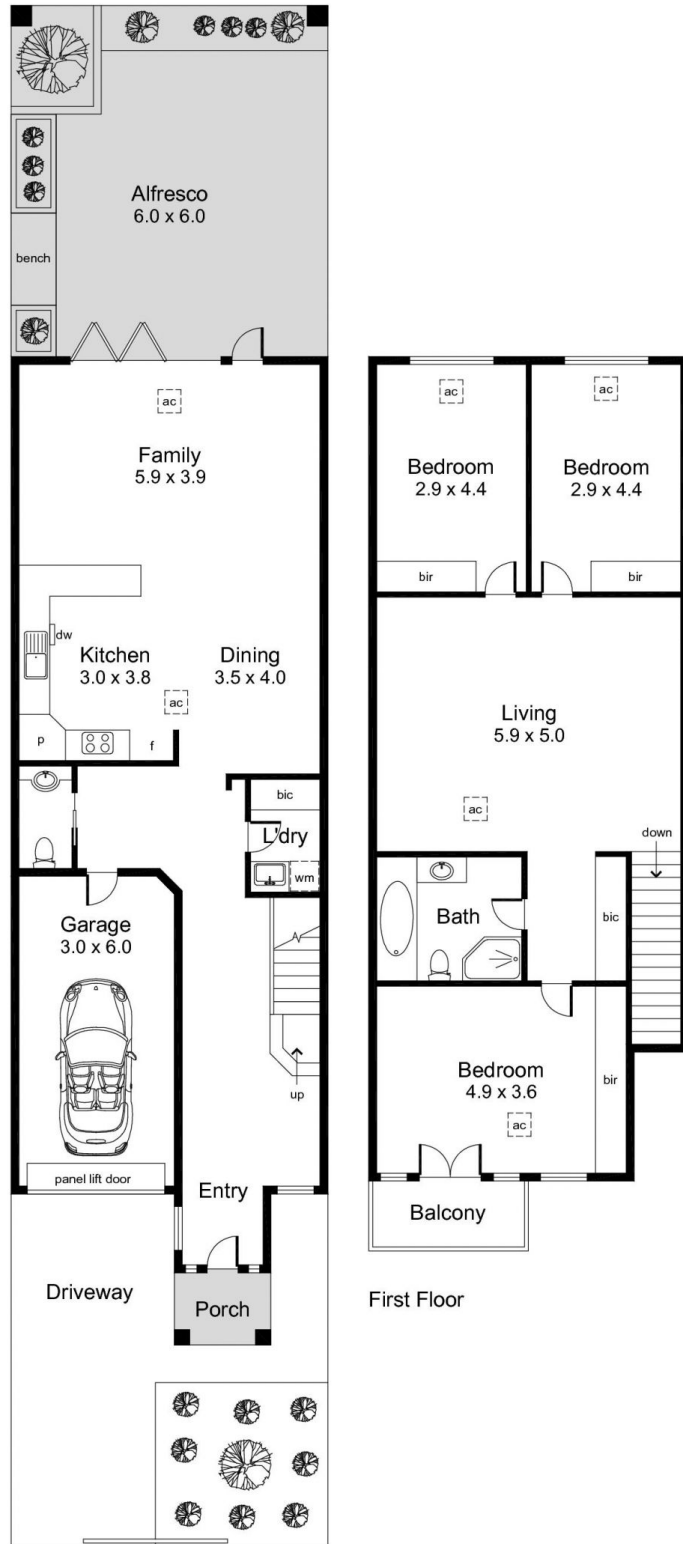 Alfresco
6.0 x 6.0
bench
ac
Family
5.9 x 3.9
dw
Kitchen
3.0 x 3.8
Dining
3.5 x 4.0
ac
p
f
bic
L'dry
wm
Garage
3.0 x 6.0
up
panel lift door
Entry
Driveway
Porch
ac
Bedroom
2.9 x 4.4
bir
ac
Bedroom
2.9 x 4.4
bir
Living
5.9 x 5.0
ac
down
Bath
bic
Bedroom
4.9 x 3.6
ac
bir
Balcony
First Floor